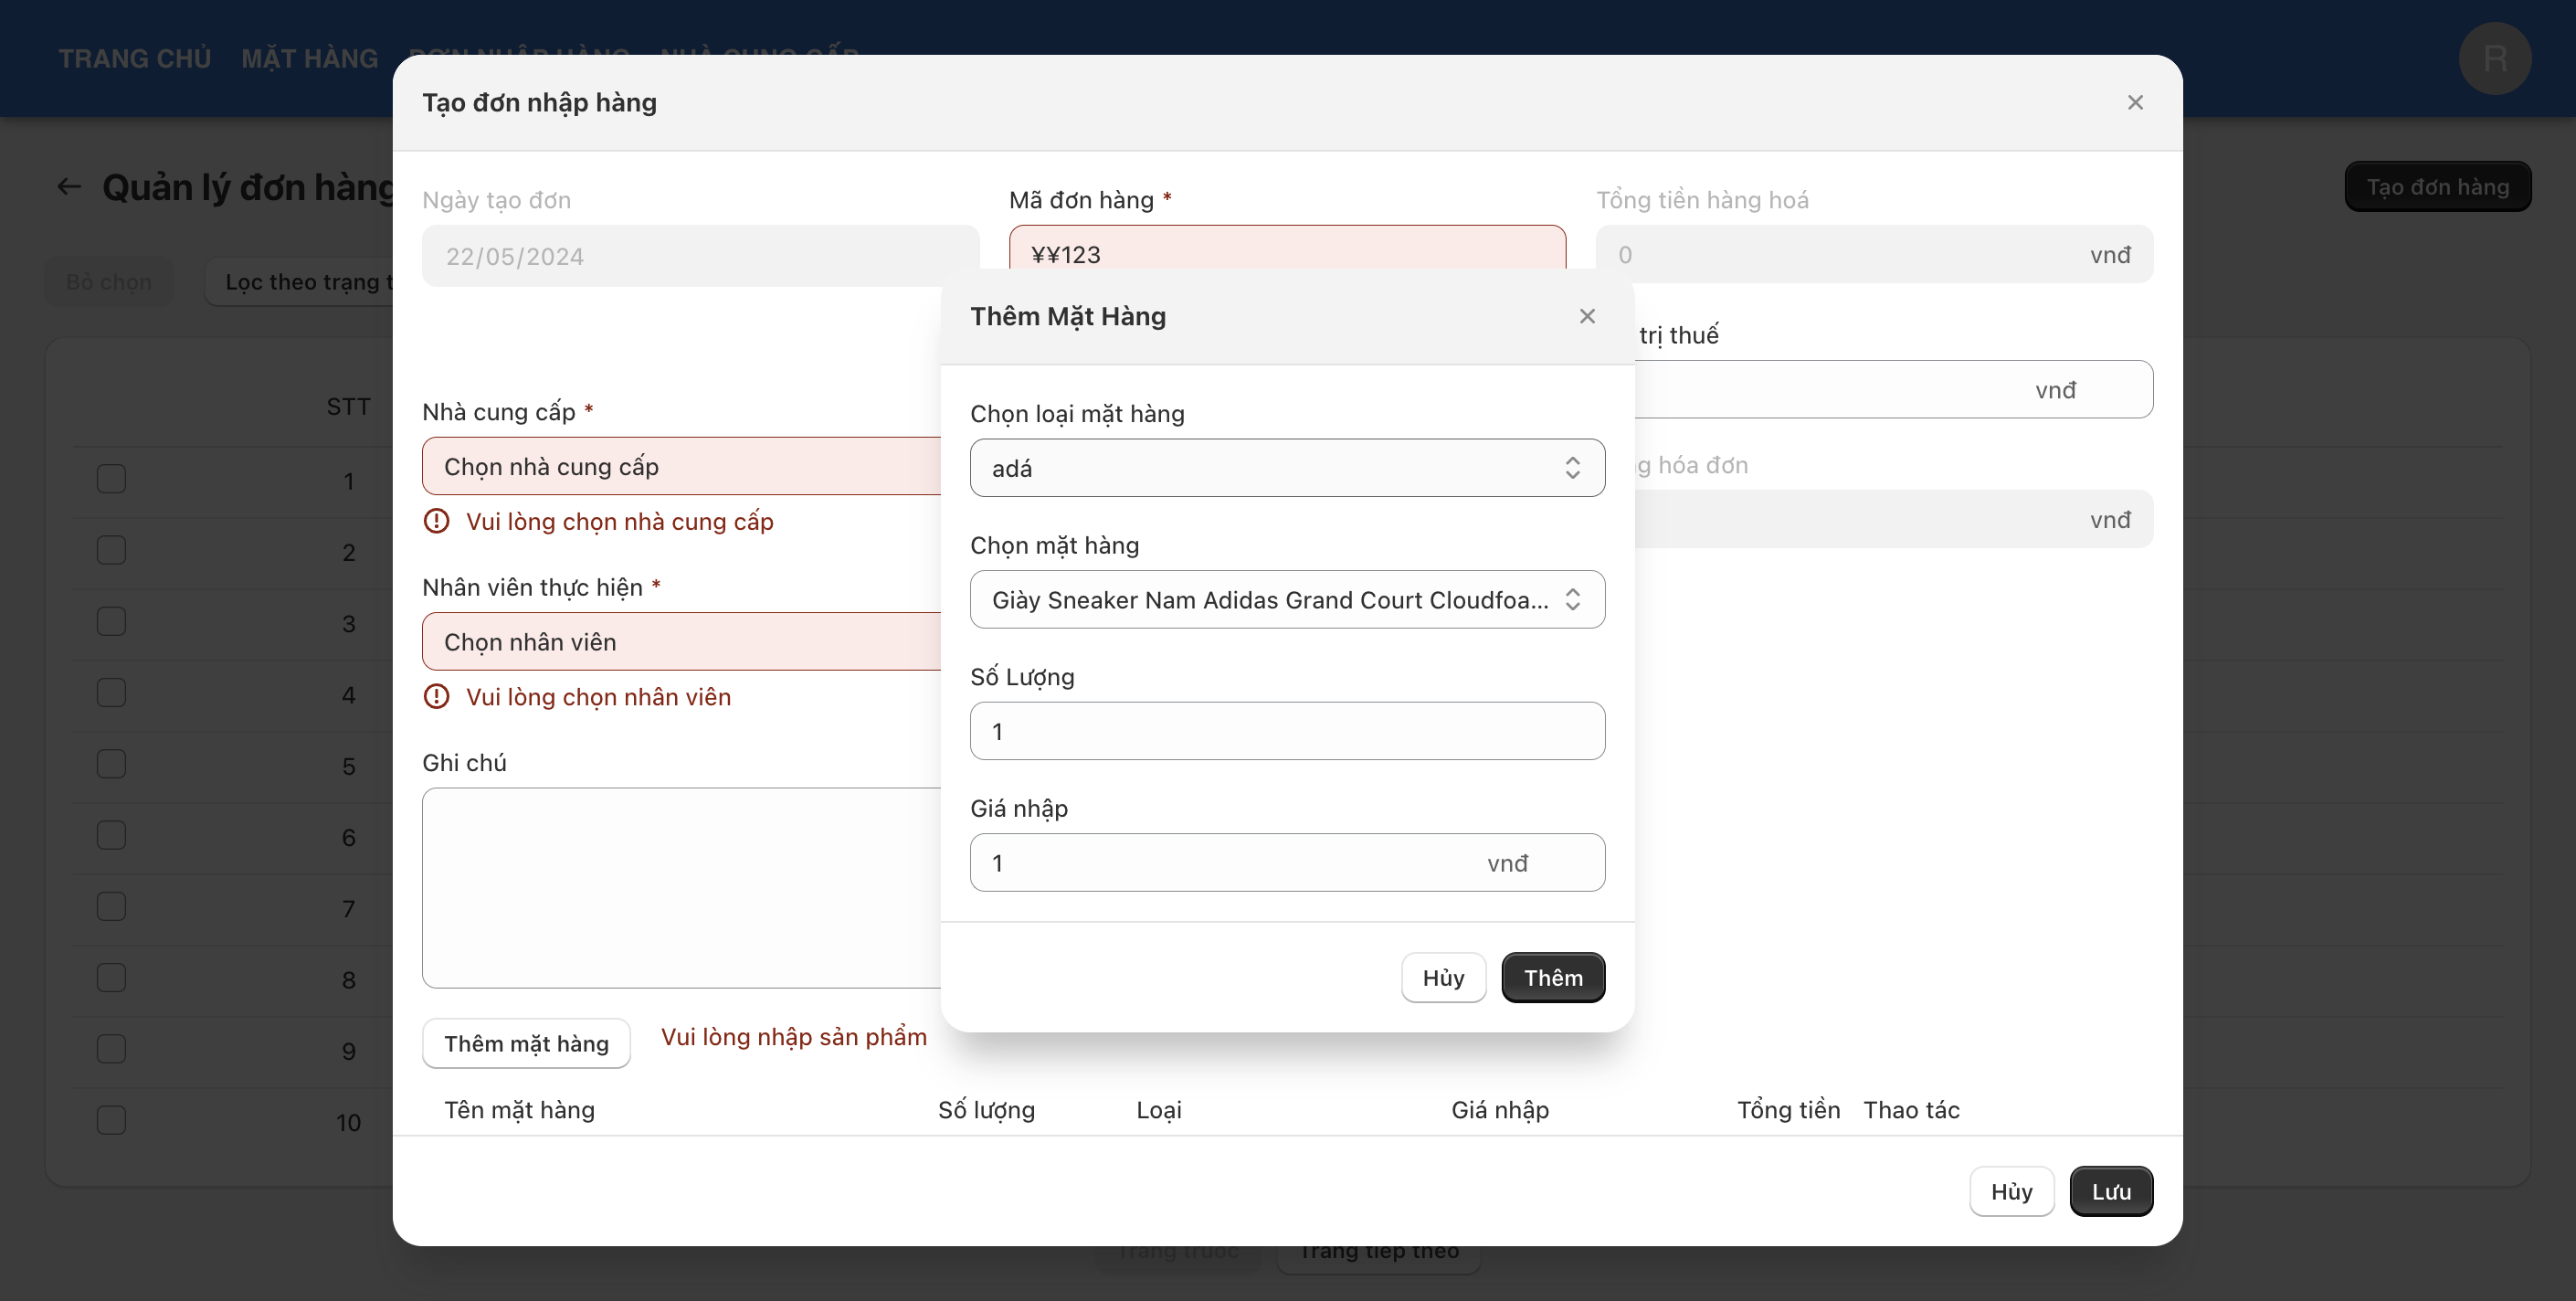 TRANG CHỦ MẶT HÀNG ĐƠN NHẬP HÀNG NHÀ CUNG CẤP
R
Tạo đơn nhập hàng
Quản lý đơn hàng
Tạo đơn hàng
Ngày tạo đơn
22/05/2024
Mã đơn hàng *
¥¥123
Tổng tiền hàng hoá
0 vnđ
Bỏ chọn
Lọc theo trạng t
Thêm Mặt Hàng
trị thuế
vnđ
STT
Nhà cung cấp *
Chọn nhà cung cấp
Vui lòng chọn nhà cung cấp
Chọn loại mặt hàng
adá
g hóa đơn
vnđ
1
2
3
4
5
6
7
8
9
10
Chọn mặt hàng
Giày Sneaker Nam Adidas Grand Court Cloudfoa...
Nhân viên thực hiện *
Chọn nhân viên
Vui lòng chọn nhân viên
Số Lượng
1
Ghi chú
Giá nhập
1 vnđ
Hủy
Thêm
Thêm mặt hàng
Vui lòng nhập sản phẩm
Tên mặt hàng Số lượng Loại Giá nhập Tổng tiền Thao tác
Hủy
Lưu
Trang trước
Trang tiếp theo